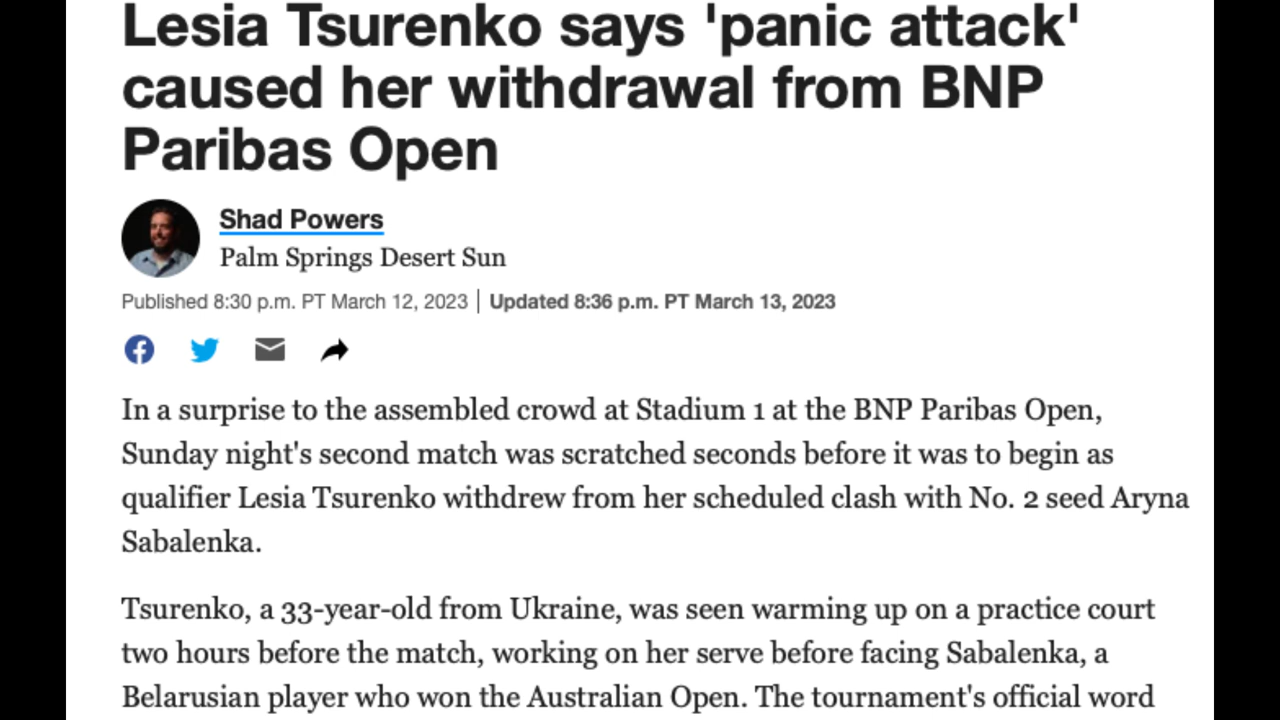 Lesia Tsurenko says 'panic attack'
caused her withdrawal from BNP
Paribas Open
Shad Powers
Palm Springs Desert Sun
Published 8:30 p.m. PT March 12, 2023 | Updated 8:36 p.m. PT March 13, 2023
In a surprise to the assembled crowd at Stadium 1 at the BNP Paribas Open,
Sunday night's second match was scratched seconds before it was to begin as
qualifier Lesia Tsurenko withdrew from her scheduled clash with No. 2 seed Aryna
Sabalenka.
Tsurenko, a 33-year-old from Ukraine, was seen warming up on a practice court
two hours before the match, working on her serve before facing Sabalenka, a
Belarusian player who won the Australian Open. The tournament's official word